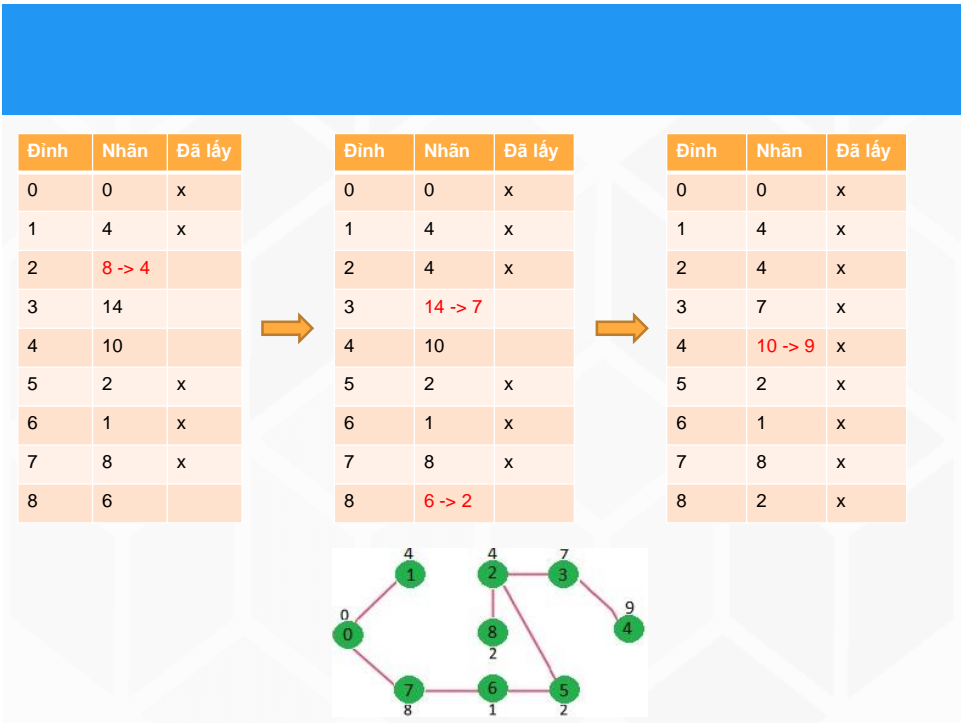 Đỉnh Nhãn Đã lấy
0 0 x
1 4 x
2 8 -> 4
3 14
4 10
5 2 x
6 1 x
7 8 x
8 6
Đỉnh Nhãn Đã lấy
0 0 x
1 4 x
2 4 x
3 14 -> 7
4 10
5 2 x
6 1 x
7 8 x
8 6 -> 2
Đỉnh Nhãn Đã lấy
0 0 x
1 4 x
2 4 x
3 7 x
4 10 -> 9 x
5 2 x
6 1 x
7 8 x
8 2 x
4 4 7
1 2 3
0 9
0 8 4
2
7 6 5
8 1 2